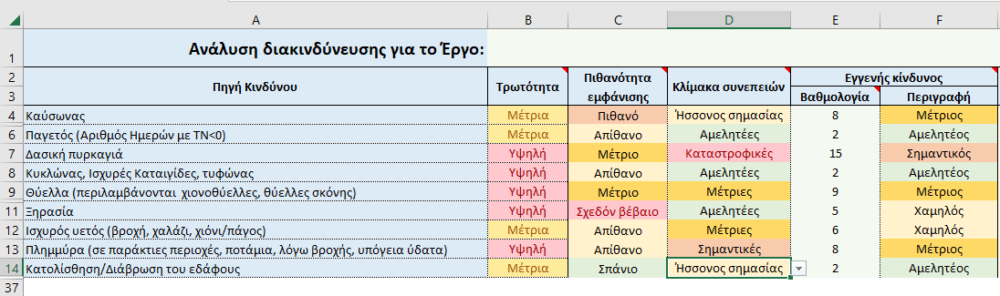 A B C D E F
1 Ανάλυση διακινδύνευσης για το Έργο:
2 Πηγή Κινδύνου Τρωτότητα Πιθανότητα εμφάνισης Κλίμακα συνεπειών Εγγενής κίνδυνος
3 Βαθμολογία Περιγραφή
4 Καύσωνας Μέτρια Πιθανό Ήσσονος σημασίας 8 Μέτριος
6 Παγετός (Αριθμός Ημερών με TN<0) Μέτρια Απίθανο Αμελητέες 2 Αμελητέος
7 Δασική πυρκαγιά Υψηλή Μέτριο Καταστροφικές 15 Σημαντικός
8 Κυκλώνας, Ισχυρές Καταιγίδες, τυφώνας Υψηλή Απίθανο Αμελητέες 2 Αμελητέος
9 Θύελλα (περιλαμβάνονται χιονοθύελλες, θύελλες σκόνης) Υψηλή Μέτριο Μέτριες 9 Μέτριος
11 Ξηρασία Υψηλή Σχεδόν βέβαιο Αμελητέες 5 Χαμηλός
12 Ισχυρός υετός (βροχή, χαλάζι, χιόνι/πάγος) Μέτρια Απίθανο Μέτριες 6 Χαμηλός
13 Πλημμύρα (σε παράκτιες περιοχές, ποτάμια, λόγω βροχής, υπόγεια ύδατα) Υψηλή Απίθανο Σημαντικές 8 Μέτριος
14 Κατολίσθηση/Διάβρωση του εδάφους Μέτρια Σπάνιο Ήσσονος σημασίας 2 Αμελητέος
37